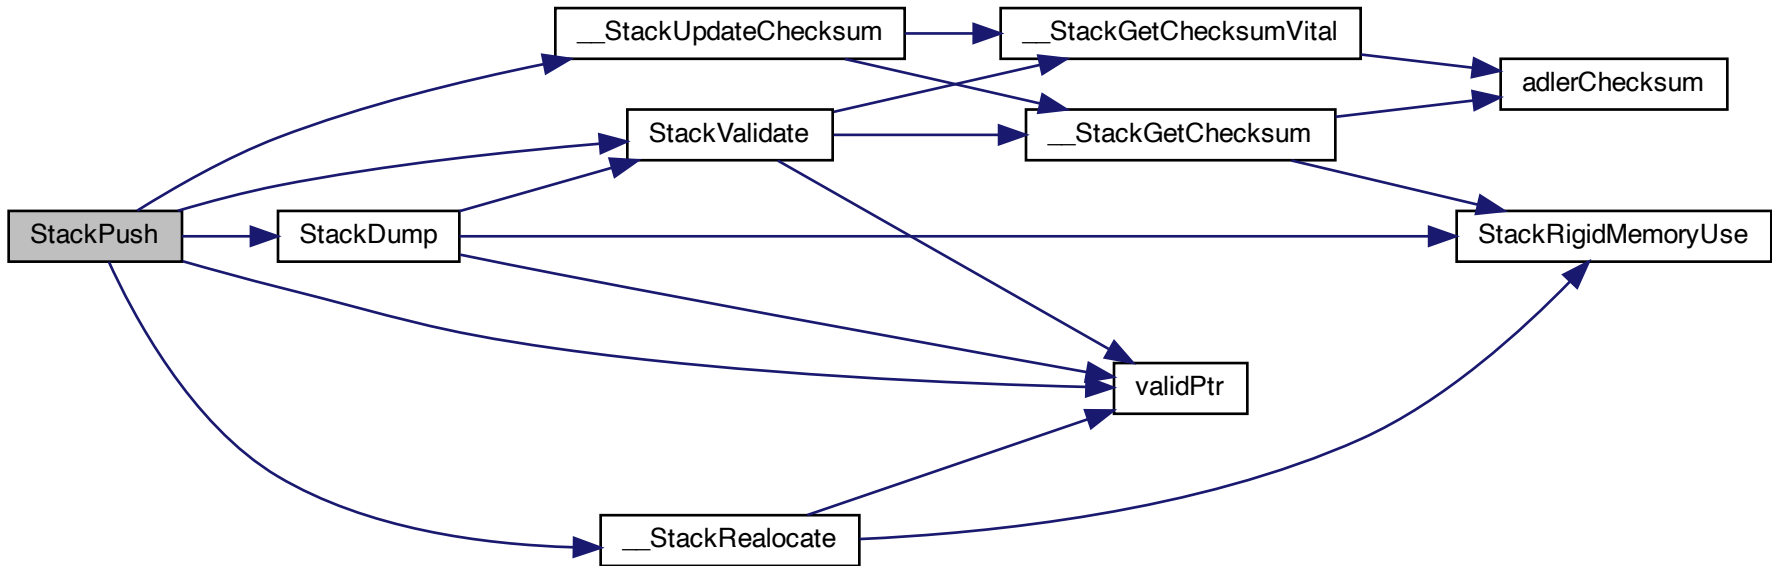 __StackUpdateChecksum
__StackGetChecksumVital
adlerChecksum
StackValidate
__StackGetChecksum
StackPush
StackDump
StackRigidMemoryUse
validPtr
__StackRealocate